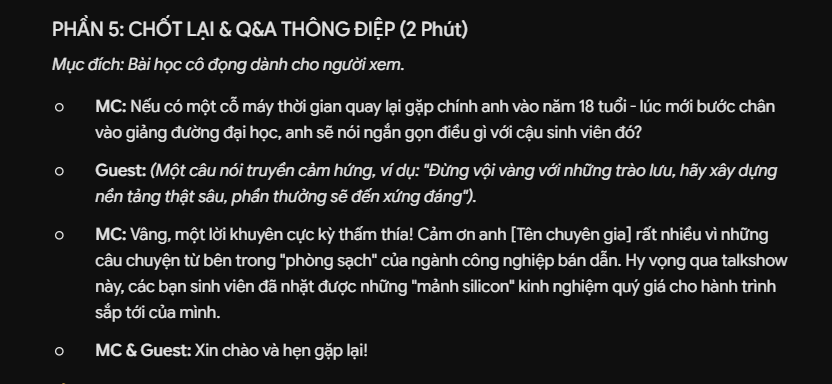 PHẦN 5: CHỐT LẠI & Q&A THÔNG ĐIỆP (2 Phút)
Mục đích: Bài học cô đọng dành cho người xem.
MC: Nếu có một cỗ máy thời gian quay lại gặp chính anh vào năm 18 tuổi - lúc mới bước chân
vào giảng đường đại học, anh sẽ nói ngắn gọn điều gì với cậu sinh viên đó?
Guest: (Một câu nói truyền cảm hứng, ví dụ: "Đừng vội vàng với những trào lưu, hãy xây dựng
nền tảng thật sâu, phần thưởng sẽ đến xứng đáng").
MC: Vâng, một lời khuyên cực kỳ thấm thía! Cảm ơn anh [Tên chuyên gia] rất nhiều vì những
câu chuyện từ bên trong "phòng sạch" của ngành công nghiệp bán dẫn. Hy vọng qua talkshow
này, các bạn sinh viên đã nhặt được những "mảnh silicon" kinh nghiệm quý giá cho hành trình
sắp tới của mình.
MC & Guest: Xin chào và hẹn gặp lại!